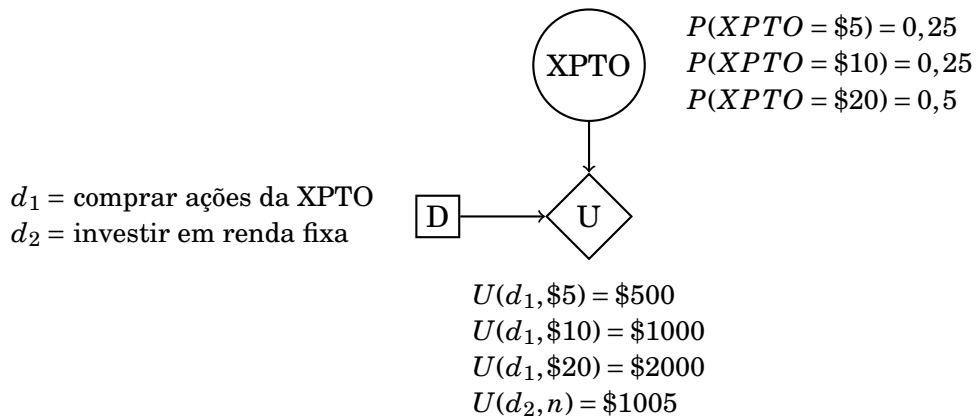 P(XPTO = $5) = 0,25
XPTO
P(XPTO = $10) = 0,25
P(XPTO = $20) = 0,5
d₁ = comprar ações da XPTO
D
U
d₂ = investir em renda fixa
U(d₁,$5) = $500
U(d₁,$10) = $1000
U(d₁,$20) = $2000
U(d₂,n) = $1005